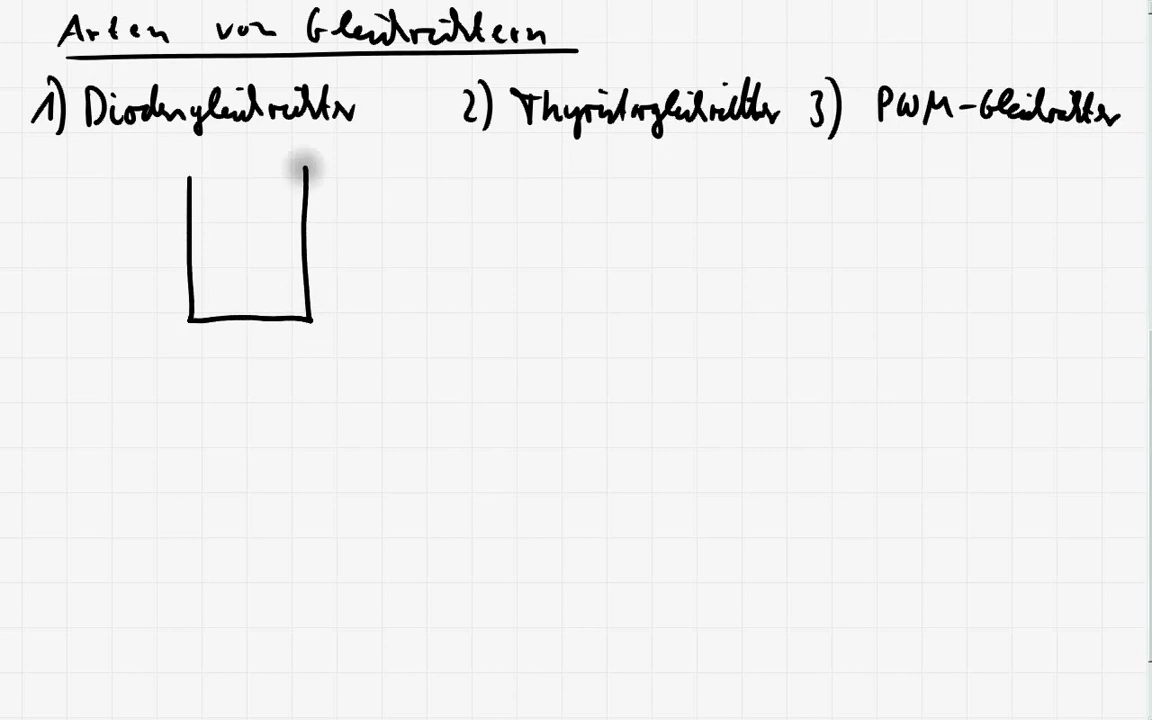 Arten von Gleichrichtern
1) Diodengleichrichter 2) Thyristorgleichrichter 3) PWM-Gleichrichter